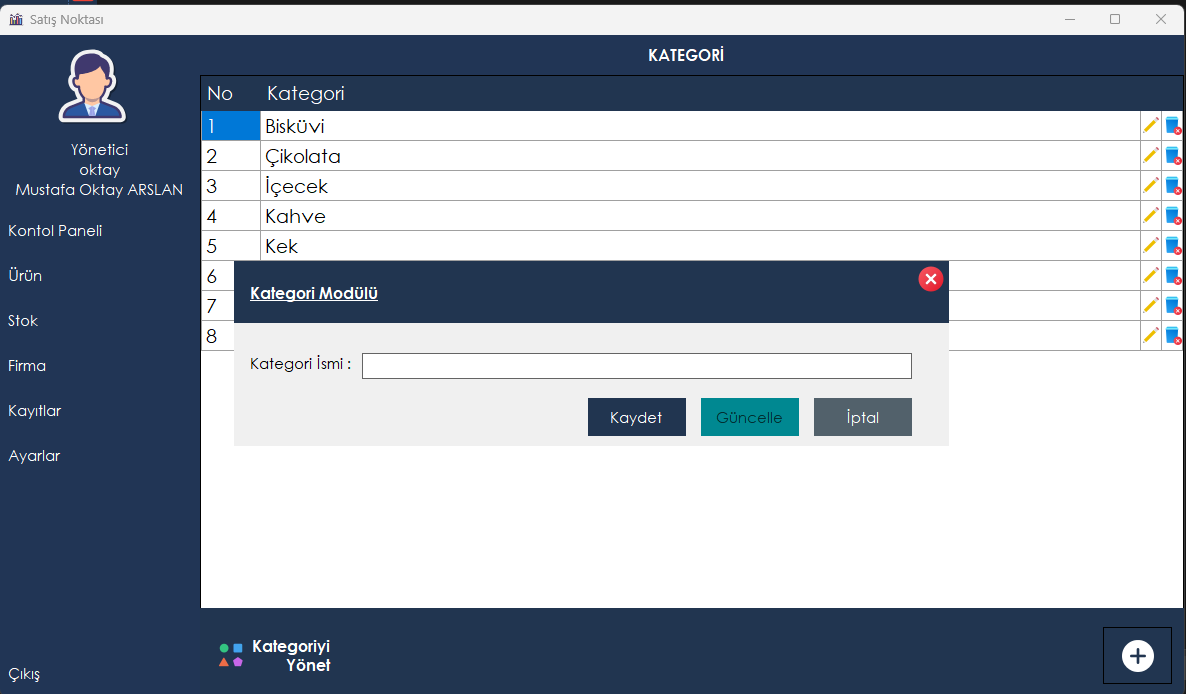 Satış Noktası
KATEGORİ
Yönetici
oktay
Mustafa Oktay ARSLAN
Kontol Paneli
Ürün
Stok
Firma
Kayıtlar
Ayarlar
Çıkış
No Kategori
1 Bisküvi
2 Çikolata
3 İçecek
4 Kahve
5 Kek
6
7
8
Kategori Modülü
Kategori İsmi :
Kaydet Güncelle İptal
Kategoriyi
Yönet